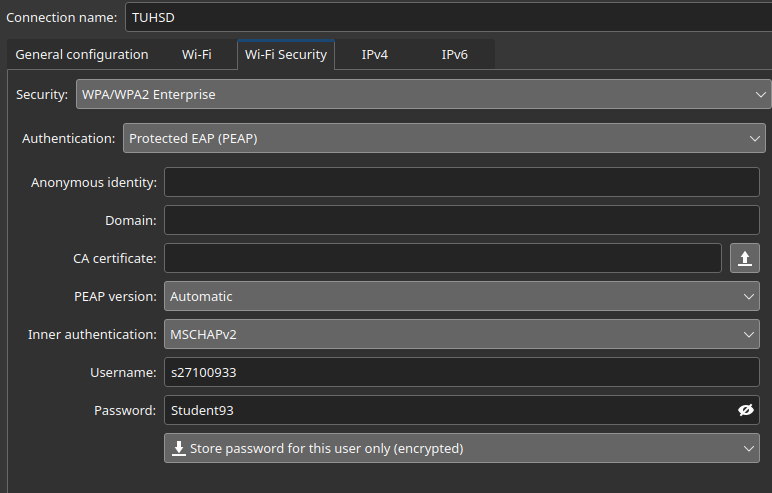 Connection name: TUHSD
General configuration Wi-Fi Wi-Fi Security IPv4 IPv6
Security: WPA/WPA2 Enterprise
Authentication: Protected EAP (PEAP)
Anonymous identity:
Domain:
CA certificate:
PEAP version: Automatic
Inner authentication: MSCHAPv2
Username: s27100933
Password: Student93
Store password for this user only (encrypted)